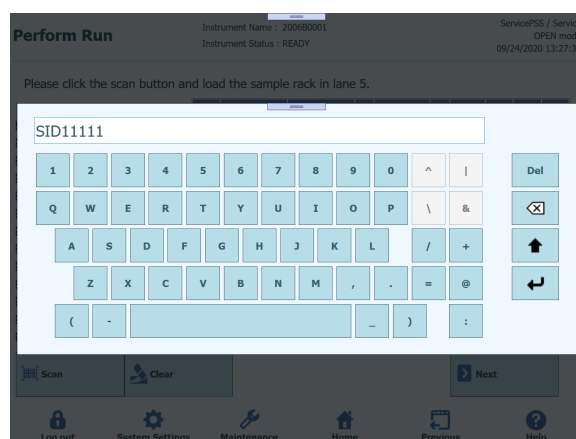 Perform Run
Instrument Name : 200680001
Instrument Status : READY
ServicePSS / Servic
OPEN mod
09/24/2020 13:27:3
Please click the scan button and load the sample rack in lane 5.
SID11111
1 2 3 4 5 6 7 8 9 0 ^ | Del
Q W E R T Y U I O P \ &
A S D F G H J K L / +
Z X C V B N M , . = @
( - _ ) :
Scan Clear Next
Log out System Settings Maintenance Home Previous Help